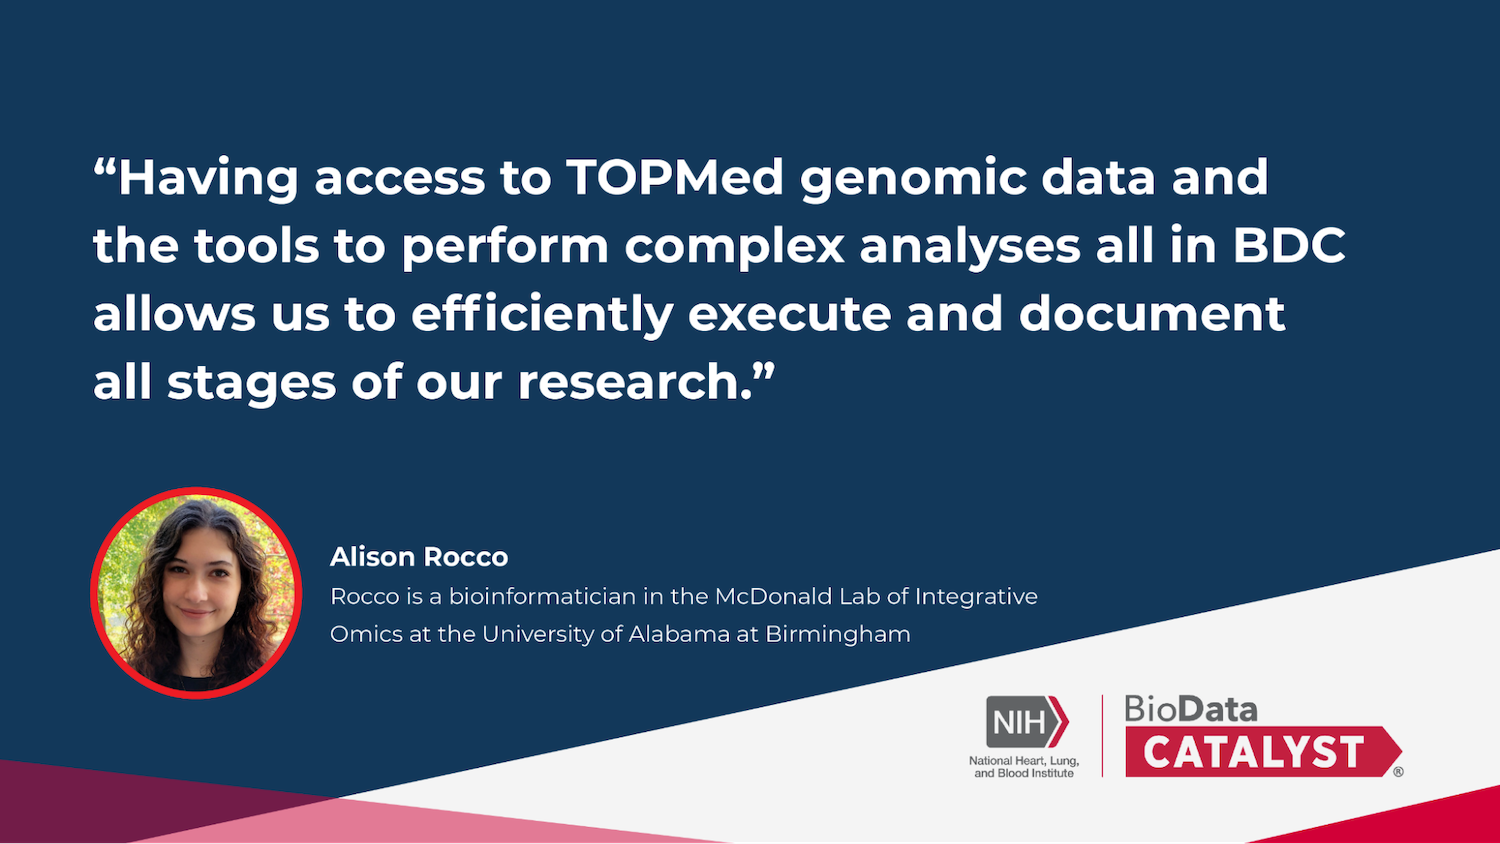 “Having access to TOPMed genomic data and
the tools to perform complex analyses all in BDC
allows us to efficiently execute and document
all stages of our research.”
Alison Rocco
Rocco is a bioinformatician in the McDonald Lab of Integrative
Omics at the University of Alabama at Birmingham
NIH
National Heart, Lung,
and Blood Institute
BioData
CATALYST®